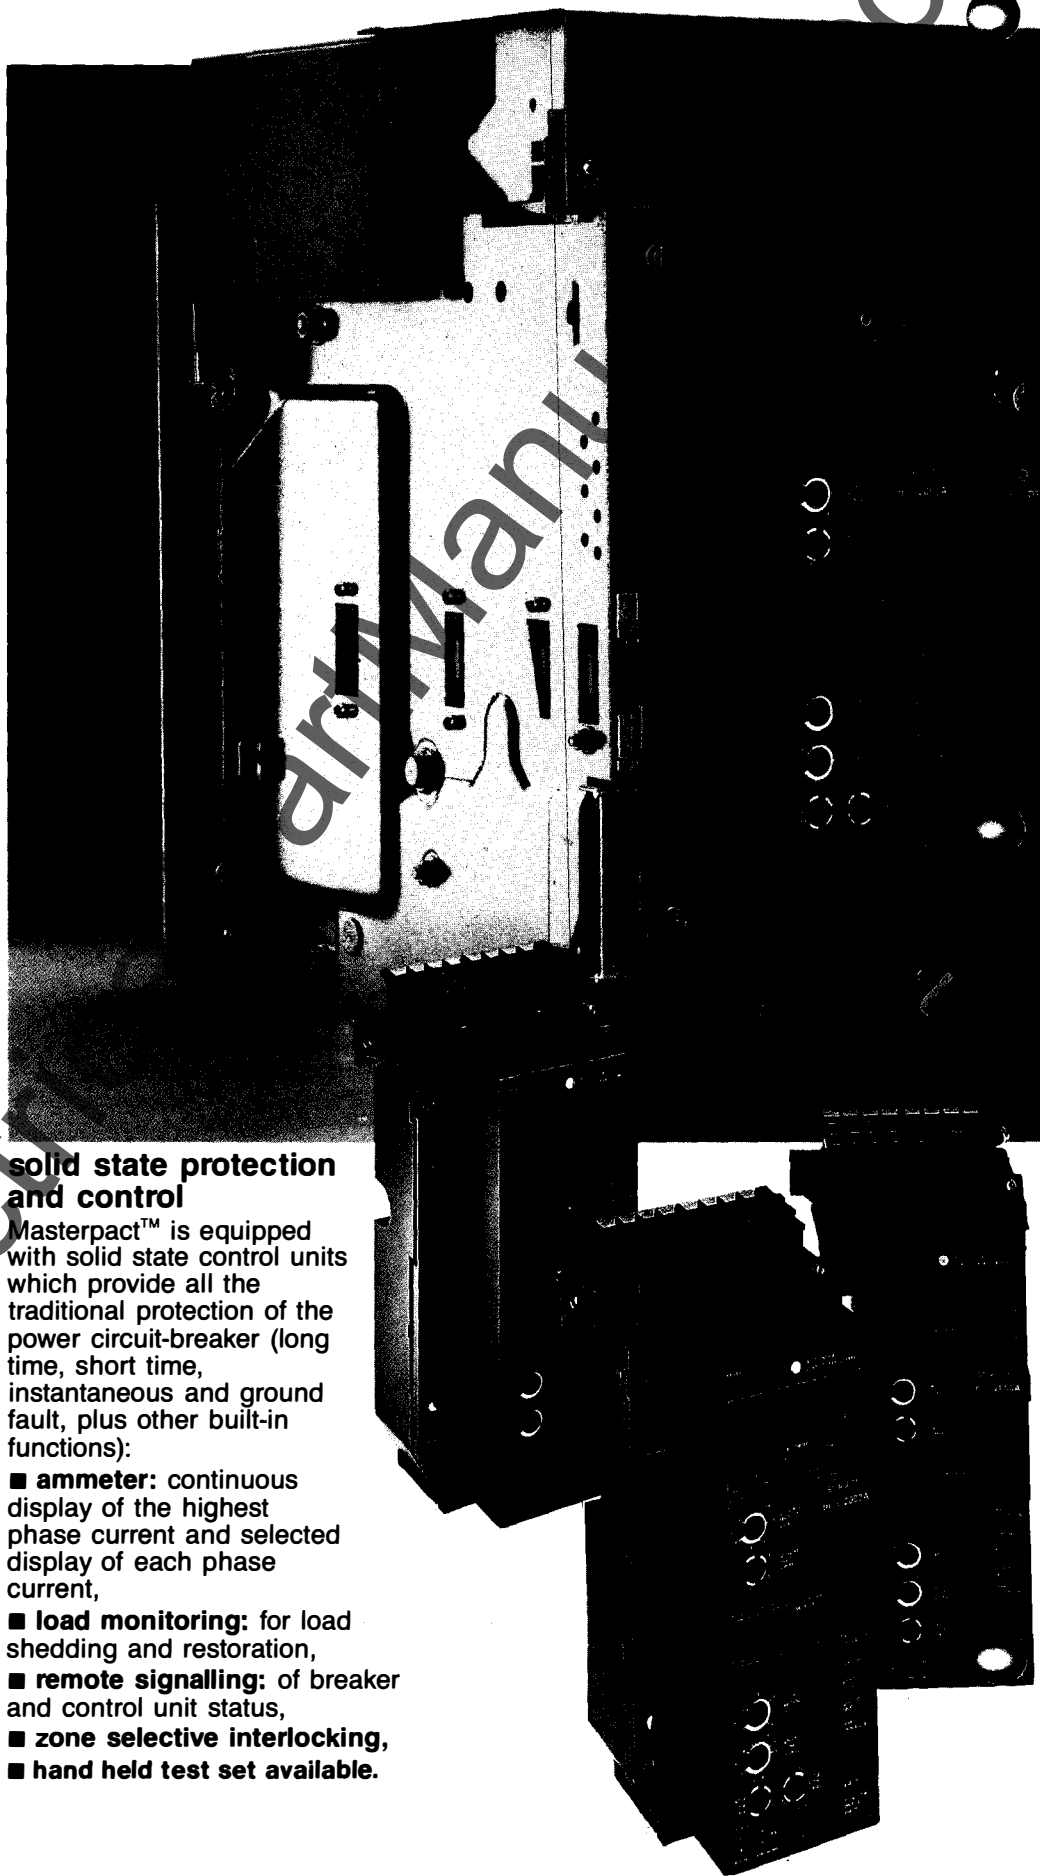 solid state protection
and control
Masterpact™ is equipped
with solid state control units
which provide all the
traditional protection of the
power circuit-breaker (long
time, short time,
instantaneous and ground
fault, plus other built-in
functions):
■ ammeter: continuous
display of the highest
phase current and selected
display of each phase
current,
■ load monitoring: for load
shedding and restoration,
■ remote signalling: of breaker
and control unit status,
■ zone selective interlocking,
■ hand held test set available.